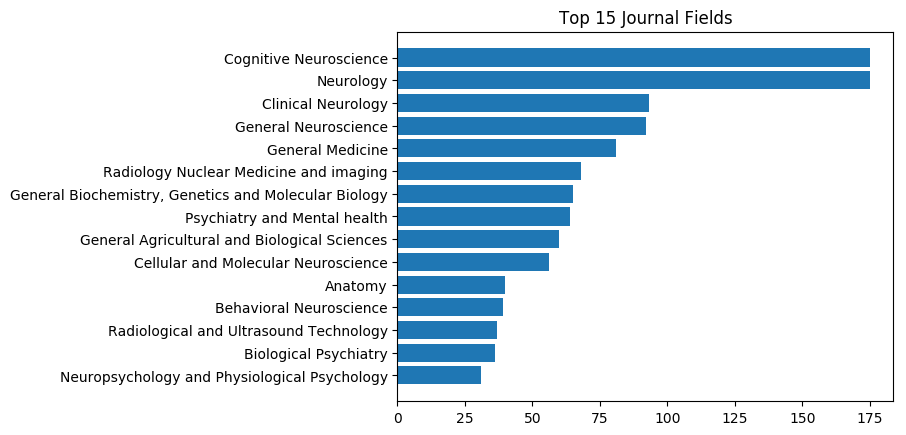 Top 15 Journal Fields
Cognitive Neuroscience
Neurology
Clinical Neurology
General Neuroscience
General Medicine
Radiology Nuclear Medicine and imaging
General Biochemistry, Genetics and Molecular Biology
Psychiatry and Mental health
General Agricultural and Biological Sciences
Cellular and Molecular Neuroscience
Anatomy
Behavioral Neuroscience
Radiological and Ultrasound Technology
Biological Psychiatry
Neuropsychology and Physiological Psychology
0 25 50 75 100 125 150 175